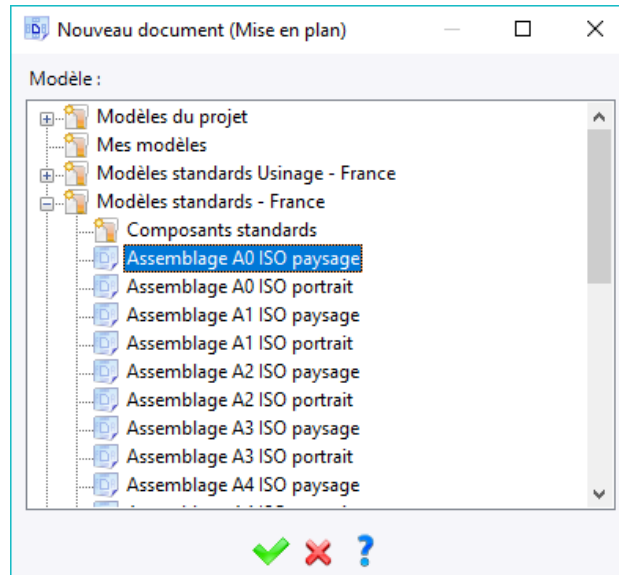 Nouveau document (Mise en plan)
Modèle :
Modèles du projet
Mes modèles
Modèles standards Usinage - France
Modèles standards - France
Composants standards
Assemblage A0 ISO paysage
Assemblage A0 ISO portrait
Assemblage A1 ISO paysage
Assemblage A1 ISO portrait
Assemblage A2 ISO paysage
Assemblage A2 ISO portrait
Assemblage A3 ISO paysage
Assemblage A3 ISO portrait
Assemblage A4 ISO paysage